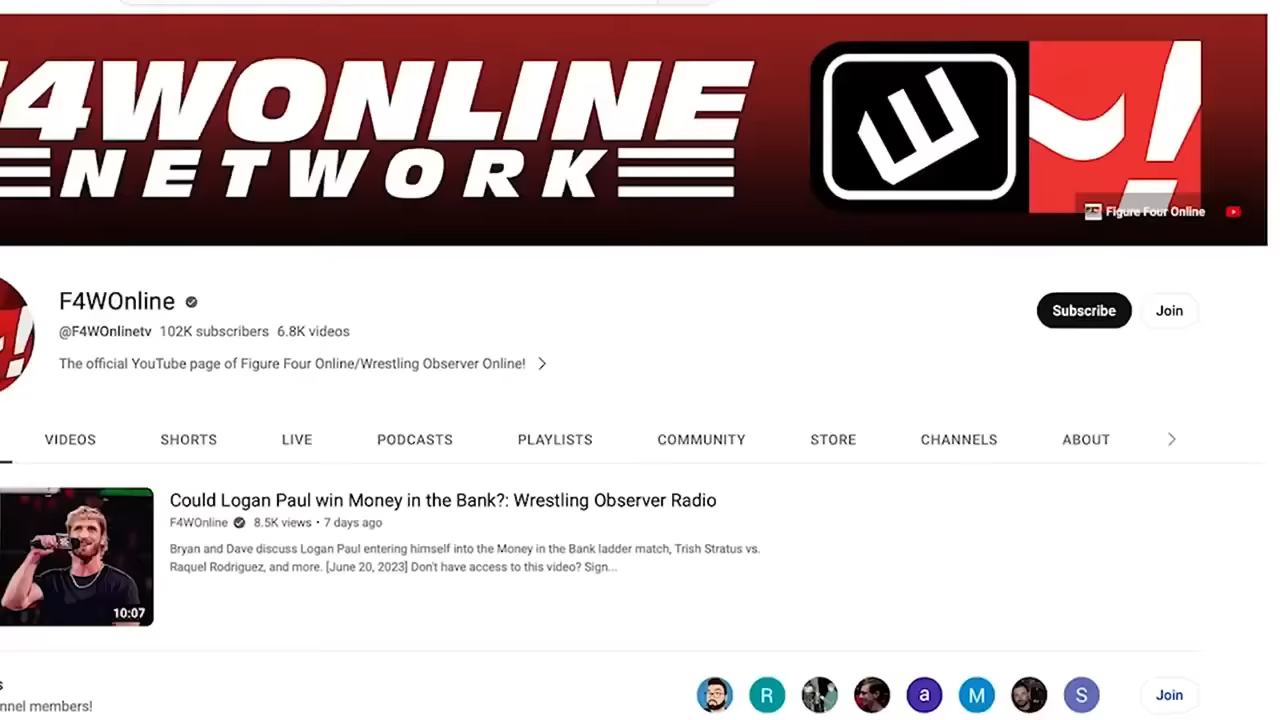 F4WONLINE
NETWORK
Figure Four Online
F4WOnline
@F4WOnlinetv 102K subscribers 6.8K videos
The official YouTube page of Figure Four Online/Wrestling Observer Online!
Subscribe
Join
VIDEOS SHORTS LIVE PODCASTS PLAYLISTS COMMUNITY STORE CHANNELS ABOUT
Could Logan Paul win Money in the Bank?: Wrestling Observer Radio
F4WOnline 8.5K views • 7 days ago
Bryan and Dave discuss Logan Paul entering himself into the Money in the Bank ladder match, Trish Stratus vs.
Raquel Rodriguez, and more. [June 20, 2023] Don't have access to this video? Sign...
10:07
s
nnel members!
R
a
M
S
Join